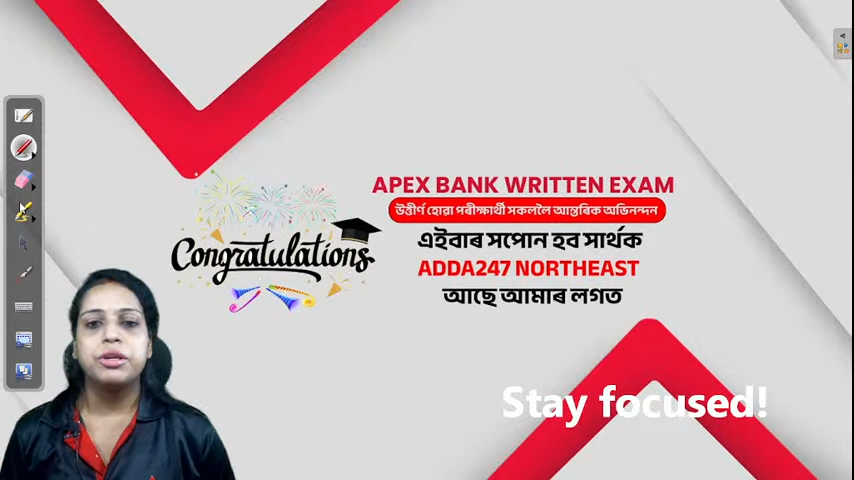 APEX BANK WRITTEN EXAM
উত্তীৰ্ণ হোৱা পৰীক্ষাৰ্থী সকললৈ আন্তৰিক অভিনন্দন
Congratulations
এইবাৰ সপোন হব সাৰ্থক
ADDA247 NORTHEAST
আছে আমাৰ লগত
Stay focused!